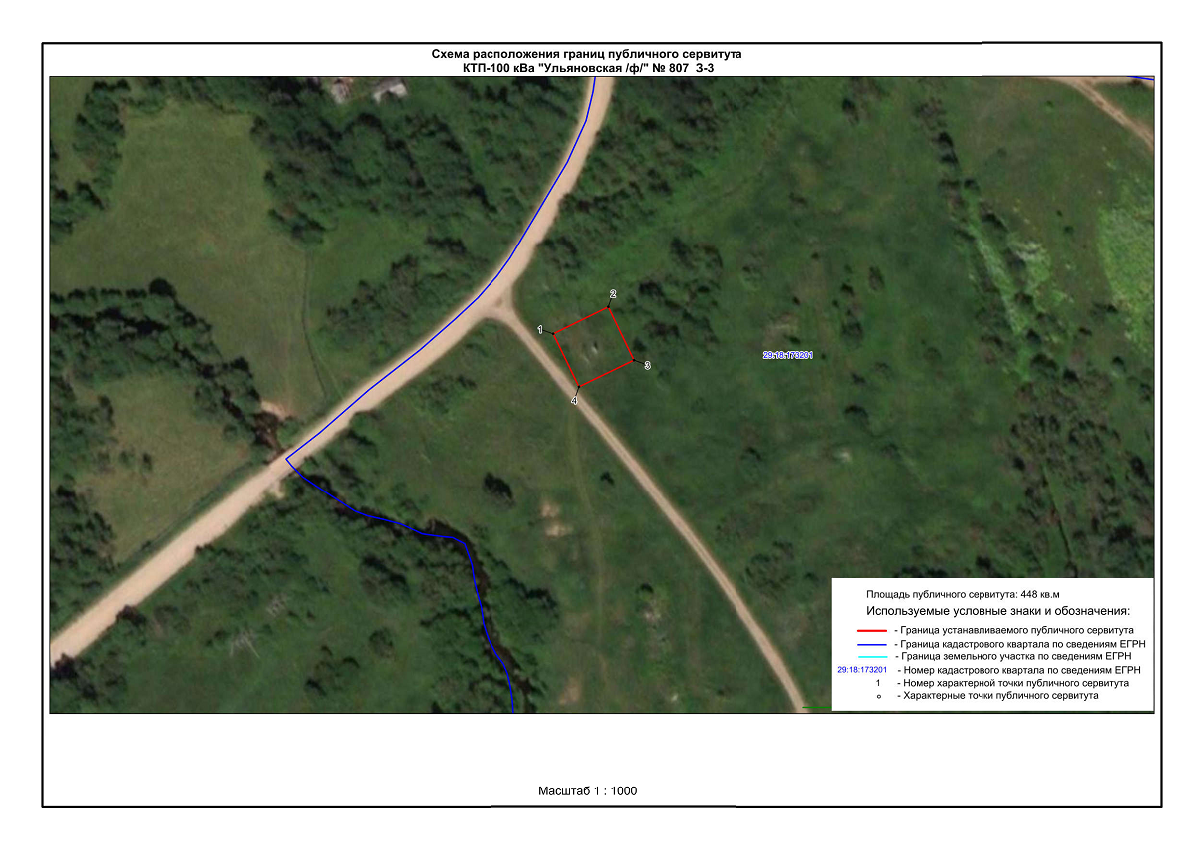 Схема расположения границ публичного сервитута
КТП-100 кВа "Ульяновская /ф/" № 807 З-3
2
1
29:18:173201
3
4
Площадь публичного сервитута: 448 кв.м
Используемые условные знаки и обозначения:
- Граница устанавливаемого публичного сервитута
- Граница кадастрового квартала по сведениям ЕГРН
- Граница земельного участка по сведениям ЕГРН
29:18:173201 - Номер кадастрового квартала по сведениям ЕГРН
1 - Номер характерной точки публичного сервитута
- Характерные точки публичного сервитута
Масштаб 1 : 1000